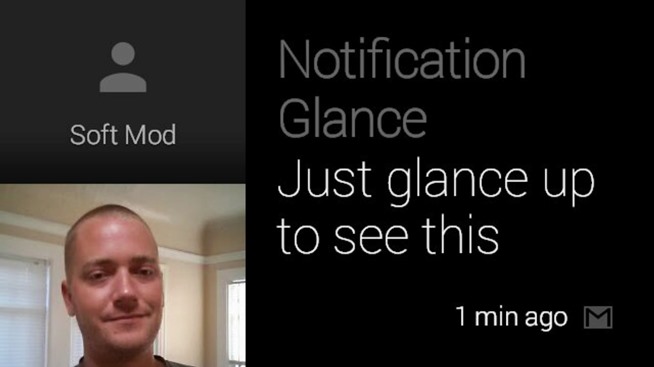 Soft Mod
Notification
Glance
Just glance up
to see this
1 min ago